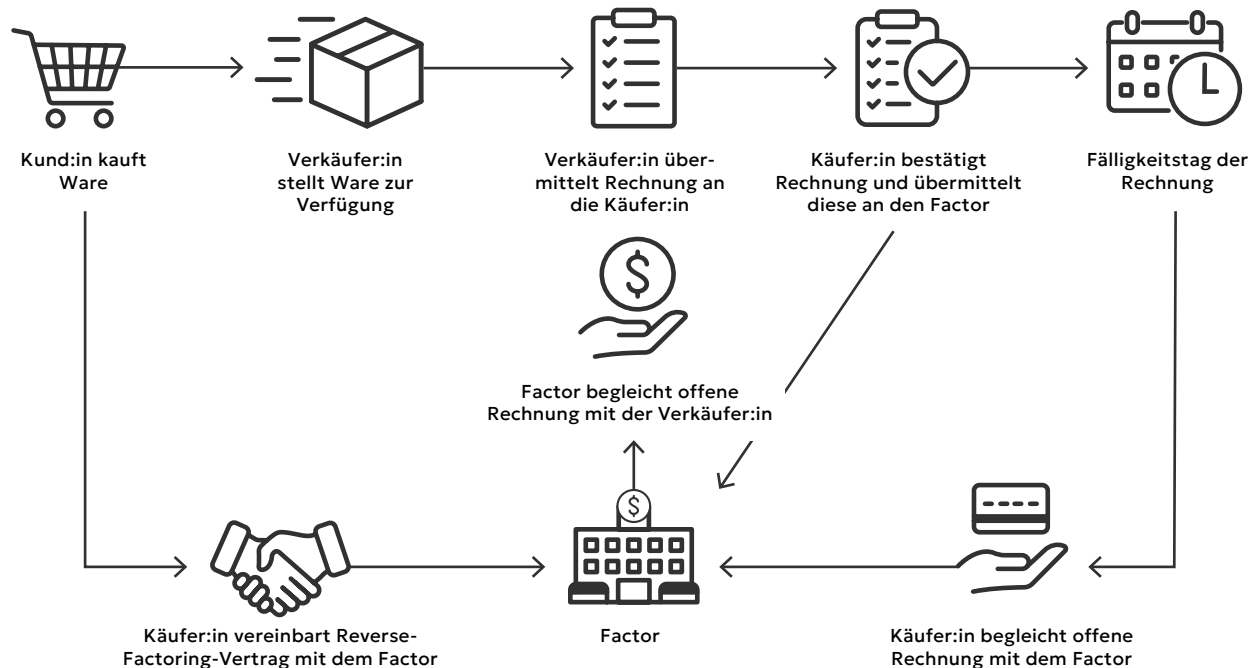 Kund:in kauft
Ware
Verkäufer:in
stellt Ware zur
Verfügung
Verkäufer:in über-
mittelt Rechnung an
die Käufer:in
Käufer:in bestätigt
Rechnung und übermittelt
diese an den Factor
Fälligkeitstag der
Rechnung
$
Factor begleicht offene
Rechnung mit der Verkäufer:in
$
Käufer:in vereinbart Reverse-
Factoring-Vertrag mit dem Factor
Factor
Käufer:in begleicht offene
Rechnung mit dem Factor